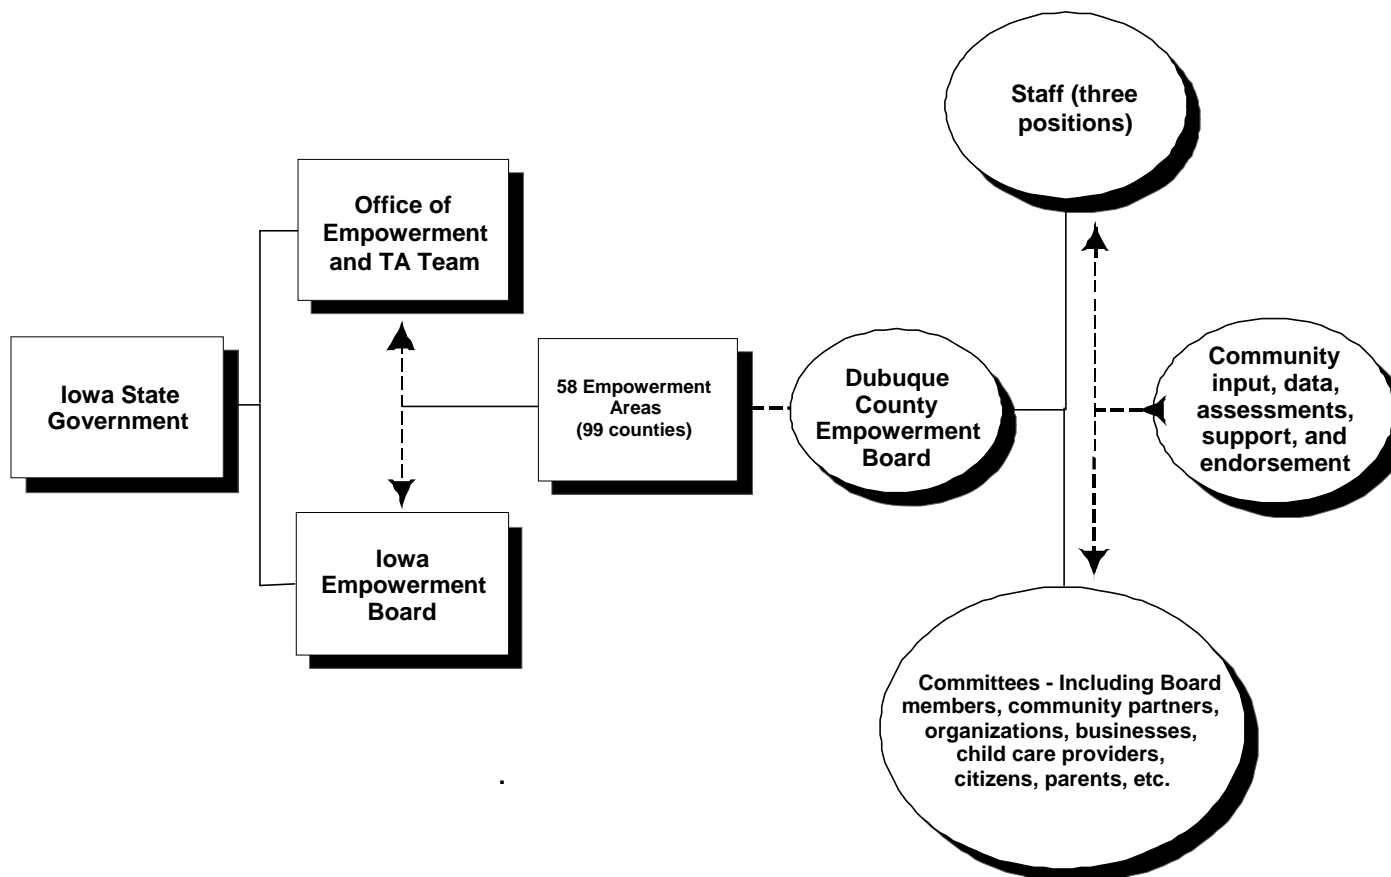 Staff (three
positions)
Office of
Empowerment
and TA Team
Iowa State
Government
58 Empowerment
Areas
(99 counties)
Dubuque
County
Empowerment
Board
Community
input, data,
assessments,
support, and
endorsement
Iowa
Empowerment
Board
Committees - Including Board
members, community partners,
organizations, businesses,
child care providers,
citizens, parents, etc.
.